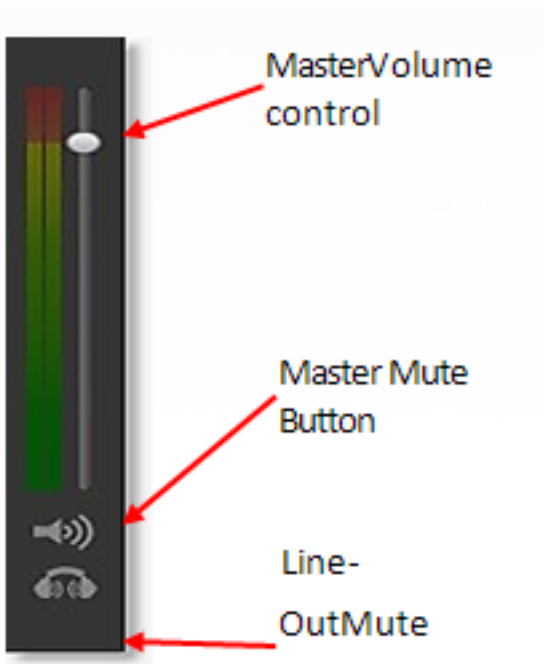 MasterVolume
control
Master Mute
Button
Line-
OutMute